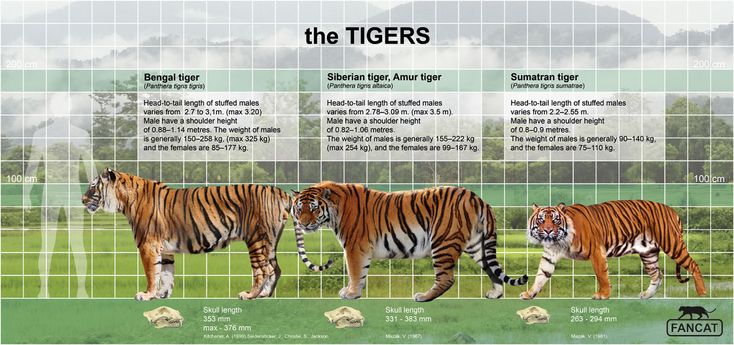 the TIGERS
200 cm
200 cm
Bengal tiger
(Panthera tigris tigris)
Head-to-tail length of stuffed males
varies from 2.7 to 3,1m. (max 3.20)
Male have a shoulder height
of 0.88–1.14 metres. The weight of males
is generally 150–258 kg, (max 325 kg)
and the females are 85–177 kg.
Siberian tiger, Amur tiger
(Panthera tigris altaica)
Head-to-tail length of stuffed males
varies from 2.78–3.09 m. (max 3.5 m).
Male have a shoulder height
of 0.82–1.06 metres.
The weight of males is generally 155–222 kg
(max 254 kg), and the females are 99–167 kg.
Sumatran tiger
(Panthera tigris sumatrae)
Head-to-tail length of stuffed males
varies from 2.2–2.55 m.
Male have a shoulder height
of 0.8–0.9 metres.
The weight of males is generally 90–140 kg,
and the females are 75–110 kg.
100 cm
100 cm
Skull length
353 mm
max - 376 mm
Kitchener, A. (1999) Seidensticker, J., Christie, S., Jackson
Skull length
331 - 383 mm
Mazák, V. (1967)
Skull length
263 - 294 mm
Mazák, V. (1981)
FANCAT